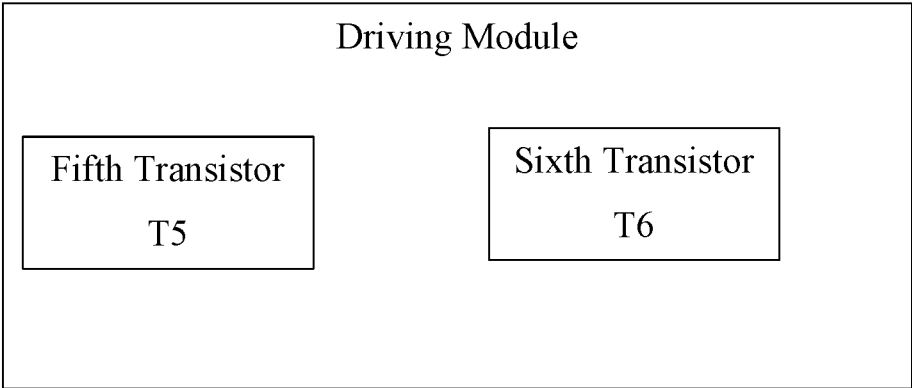 Driving Module
Fifth Transistor
T5
Sixth Transistor
T6